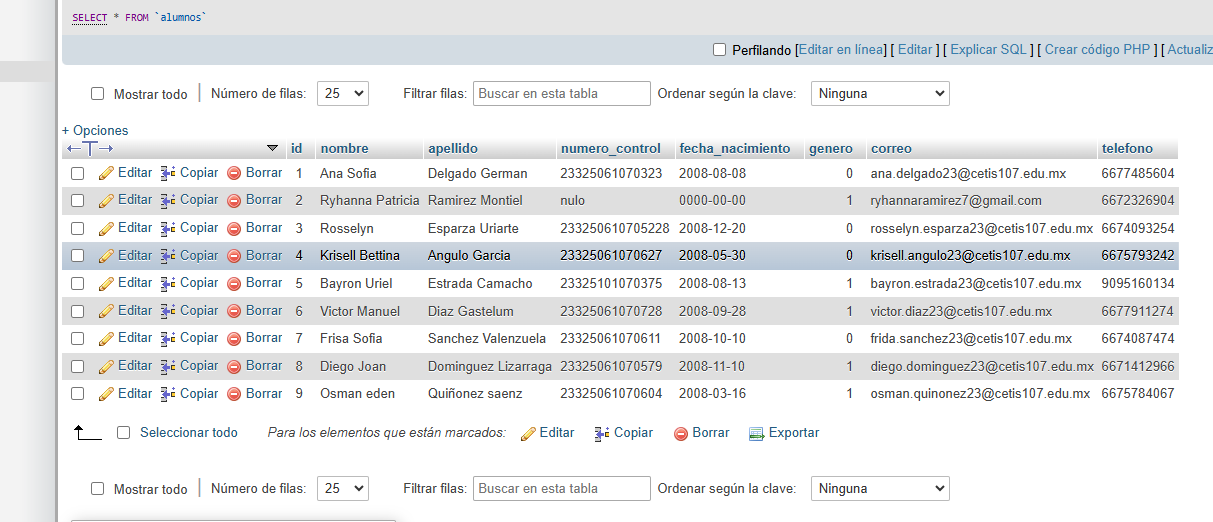 SELECT * FROM `alumnos`
Perfilando [Editar en línea] [ Editar ] [ Explicar SQL ] [ Crear código PHP ] [ Actualiz
Mostrar todo | Número de filas: 25 Filtrar filas: Buscar en esta tabla Ordenar según la clave: Ninguna
+ Opciones
←T→ id nombre apellido numero_control fecha_nacimiento genero correo telefono
Editar Copiar Borrar 1 Ana Sofia Delgado German 23325061070323 2008-08-08 0 ana.delgado23@cetis107.edu.mx 6677485604
Editar Copiar Borrar 2 Ryhanna Patricia Ramirez Montiel nulo 0000-00-00 1 ryhannaramirez7@gmail.com 6672326904
Editar Copiar Borrar 3 Rosselyn Esparza Uriarte 233250610705228 2008-12-20 0 rosselyn.esparza23@cetis107.edu.mx 6674093254
Editar Copiar Borrar 4 Krisell Bettina Angulo Garcia 23325061070627 2008-05-30 0 krisell.angulo23@cetis107.edu.mx 6675793242
Editar Copiar Borrar 5 Bayron Uriel Estrada Camacho 23325101070375 2008-08-13 1 bayron.estrada23@cetis107.edu.mx 9095160134
Editar Copiar Borrar 6 Victor Manuel Diaz Gastelum 23325061070728 2008-09-28 1 victor.diaz23@cetis107.edu.mx 6677911274
Editar Copiar Borrar 7 Frisa Sofia Sanchez Valenzuela 23325061070611 2008-10-10 0 frida.sanchez23@cetis107.edu.mx 6674087474
Editar Copiar Borrar 8 Diego Joan Dominguez Lizarraga 23325061070579 2008-11-10 1 diego.dominguez23@cetis107.edu.mx 6671412966
Editar Copiar Borrar 9 Osman eden Quiñonez saenz 23325061070604 2008-03-16 1 osman.quinonez23@cetis107.edu.mx 6675784067
Seleccionar todo Para los elementos que están marcados: Editar Copiar Borrar Exportar
Mostrar todo | Número de filas: 25 Filtrar filas: Buscar en esta tabla Ordenar según la clave: Ninguna